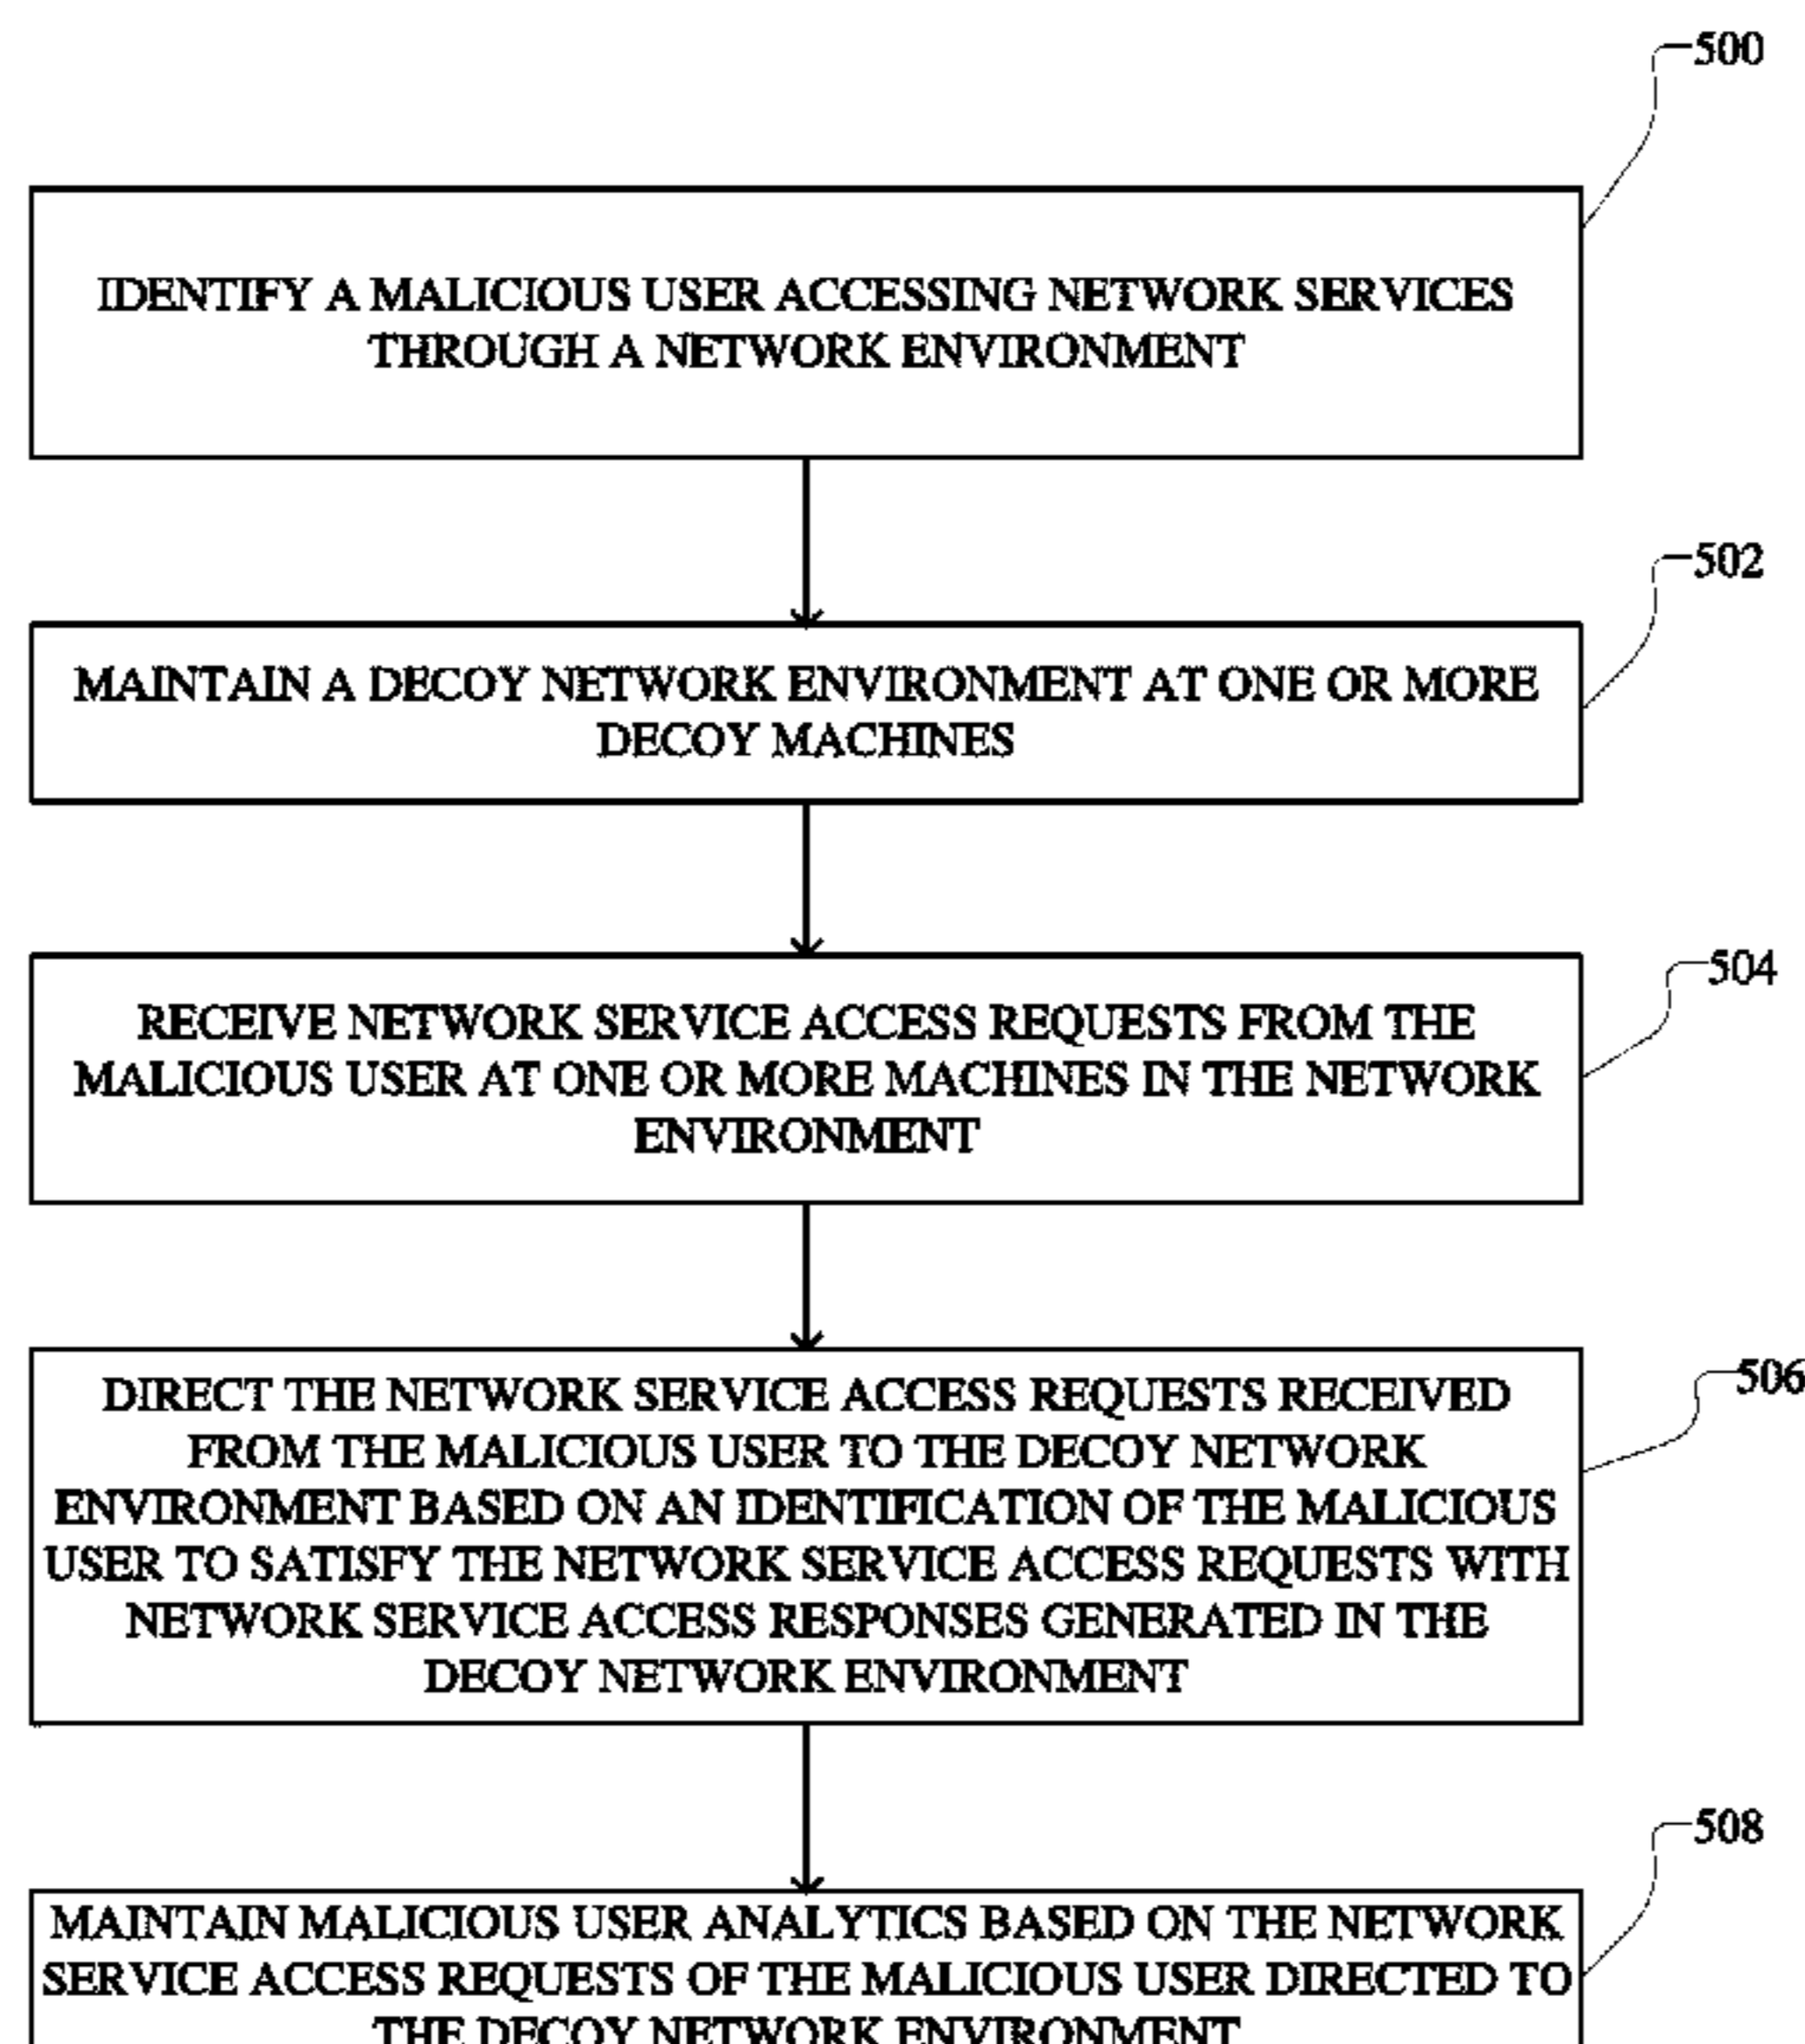 500
IDENTIFY A MALICIOUS USER ACCESSING NETWORK SERVICES
THROUGH A NETWORK ENVIRONMENT
502
MAINTAIN A DECOY NETWORK ENVIRONMENT AT ONE OR MORE
DECOY MACHINES
504
RECEIVE NETWORK SERVICE ACCESS REQUESTS FROM THE
MALICIOUS USER AT ONE OR MORE MACHINES IN THE NETWORK
ENVIRONMENT
506
DIRECT THE NETWORK SERVICE ACCESS REQUESTS RECEIVED
FROM THE MALICIOUS USER TO THE DECOY NETWORK
ENVIRONMENT BASED ON AN IDENTIFICATION OF THE MALICIOUS
USER TO SATISFY THE NETWORK SERVICE ACCESS REQUESTS WITH
NETWORK SERVICE ACCESS RESPONSES GENERATED IN THE
DECOY NETWORK ENVIRONMENT
508
MAINTAIN MALICIOUS USER ANALYTICS BASED ON THE NETWORK
SERVICE ACCESS REQUESTS OF THE MALICIOUS USER DIRECTED TO
THE DECOY NETWORK ENVIRONMENT